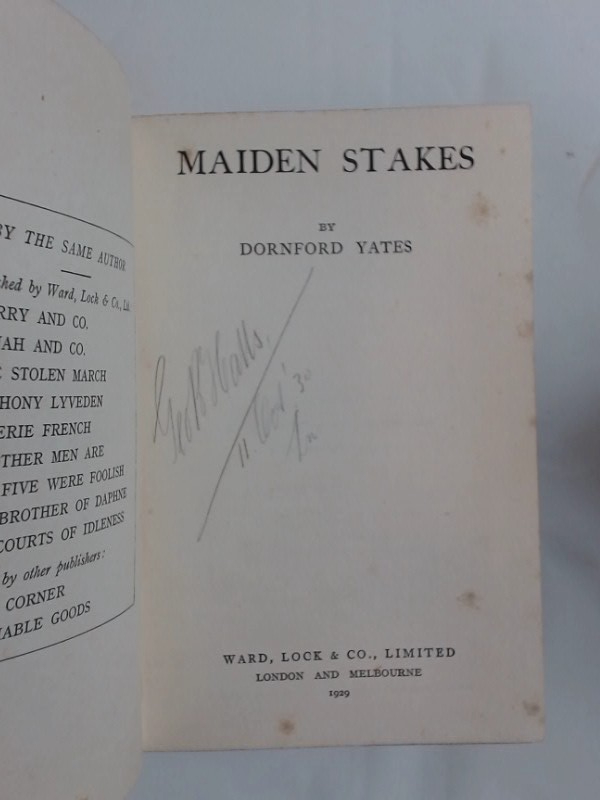 BY THE SAME AUTHOR
hed by Ward, Lock & Co., Ltd.
RRY AND CO.
AH AND CO.
STOLEN MARCH
HONY LYVEDEN
ERIE FRENCH
THER MEN ARE
FIVE WERE FOOLISH
BROTHER OF DAPHNE
COURTS OF IDLENESS
by other publishers:
CORNER
ABLE GOODS
MAIDEN STAKES
BY
DORNFORD YATES
11
WARD, LOCK & CO., LIMITED
LONDON AND MELBOURNE
1929